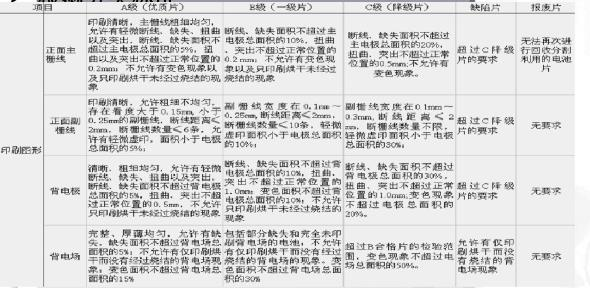 项目 A级（优质片） B级（一级片） C级（降级片） 缺陷片 报废片
印刷图形
正面主栅线
印刷清晰，主栅线粗细均匀，
允许有轻微断线、缺失、扭曲
以及突出，断线、缺失面积不
超过主电极总面积的5%，扭
曲以及突出不超过正常位置的
0.2mm；不允许有变色现象以
及只印刷烘干未经过烧结的现
象
断线、缺失面积不超过主
电极总面积的10%，扭曲
、突出不超过正常位置的
0.2mm；不允许有变色现
象以及只印刷烘干未经过
烧结的现象
断线、缺失面积不超过
主电极总面积的20%，
扭曲、突出不超过正常
位置的0.5mm；不允许有
变色现象。
超过C降级
片的要求
无法再次进
行回收分割
利用的电池
片
正面副栅线
印刷清晰，允许粗细不均匀，
存在着大于0.15mm，小于
0.25mm的副栅线，断线距离≤
2mm，断栅线数量≤6条，允
许有轻微虚印。面积小于电极
总面积的5%；
副栅线宽度在0.1mm～
0.25mm，断线距离≤2mm，
断栅线数量≤10条，轻微
虚印面积小于电极总面积
的10%；
副栅线宽度在0.1mm～
0.3mm，断线距离≤2
mm，断栅线数量不限，
轻微虚印面积小于电极
总面积的30%；
超过C降级
片的要求
无要求
背电极
清晰，粗细均匀，允许有轻微
断线、缺失、扭曲以及突出，
断线、缺失面积不超过背电极
总面积的5%，扭曲、突出不超
过正常位置的0.5mm，不允许
只印刷烘干未经过烧结的现象
断线、缺失面积不超过背
电极总面积的10%，扭曲、
突出不超过正常位置的
1.0mm；变色面积不超过背
电极总面积的10%；不允许
只印刷烘干未经过烧结的
现象
断线、缺失面积不超过
背电极总面积的30%，
扭曲、突出不超过正常
位置的1.0mm；变色现象
不超过电极总面积的
20%。
超过C降级
片的要求
无要求
背电场
完整、厚薄均匀，允许有缺
失，缺失面积不超过背电场总
面积的5%；不允许有仅印刷烘
干而没有经过烧结的背电场现
象；变色面积不超过背电场总
面积的15%
包括部分缺失和完全未印
刷背电场的电池；不允许
有仅印刷烘干而没有经过
烧结的背电场的现象。变
色面积不超过背电场总面
积的30%
超过B合格片的检验范
围，变色现象不超过电
场总面积的50%。
允许有仅印
刷烘干而没
有烧结的背
电场现象
无要求